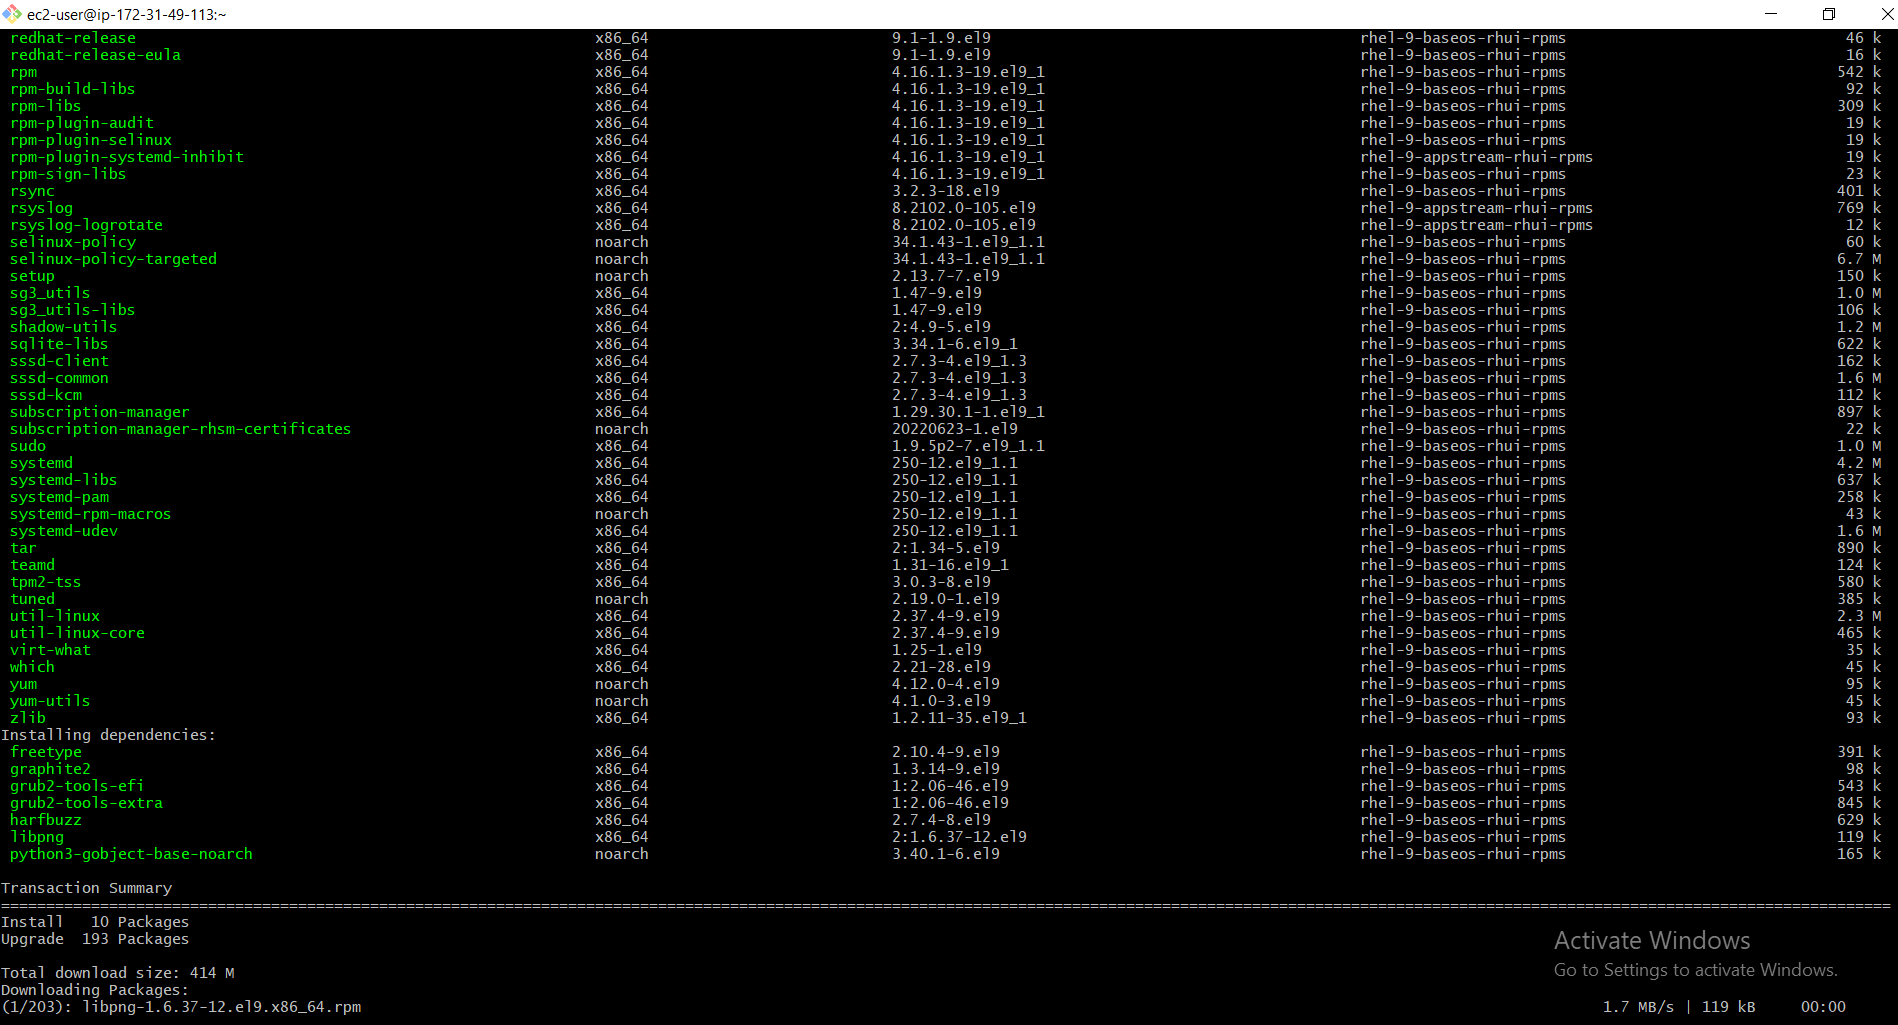 ec2-user@ip-172-31-49-113:~
redhat-release x86_64 9.1-1.9.el9 rhel-9-baseos-rhui-rpms 46 k
redhat-release-eula x86_64 9.1-1.9.el9 rhel-9-baseos-rhui-rpms 16 k
rpm x86_64 4.16.1.3-19.el9_1 rhel-9-baseos-rhui-rpms 542 k
rpm-build-libs x86_64 4.16.1.3-19.el9_1 rhel-9-baseos-rhui-rpms 92 k
rpm-libs x86_64 4.16.1.3-19.el9_1 rhel-9-baseos-rhui-rpms 309 k
rpm-plugin-audit x86_64 4.16.1.3-19.el9_1 rhel-9-baseos-rhui-rpms 19 k
rpm-plugin-selinux x86_64 4.16.1.3-19.el9_1 rhel-9-baseos-rhui-rpms 19 k
rpm-plugin-systemd-inhibit x86_64 4.16.1.3-19.el9_1 rhel-9-appstream-rhui-rpms 19 k
rpm-sign-libs x86_64 4.16.1.3-19.el9_1 rhel-9-baseos-rhui-rpms 23 k
rsync x86_64 3.2.3-18.el9 rhel-9-baseos-rhui-rpms 401 k
rsyslog x86_64 8.2102.0-105.el9 rhel-9-appstream-rhui-rpms 769 k
rsyslog-logrotate x86_64 8.2102.0-105.el9 rhel-9-appstream-rhui-rpms 12 k
selinux-policy noarch 34.1.43-1.el9_1.1 rhel-9-baseos-rhui-rpms 60 k
selinux-policy-targeted noarch 34.1.43-1.el9_1.1 rhel-9-baseos-rhui-rpms 6.7 M
setup noarch 2.13.7-7.el9 rhel-9-baseos-rhui-rpms 150 k
sg3_utils x86_64 1.47-9.el9 rhel-9-baseos-rhui-rpms 1.0 M
sg3_utils-libs x86_64 1.47-9.el9 rhel-9-baseos-rhui-rpms 106 k
shadow-utils x86_64 2:4.9-5.el9 rhel-9-baseos-rhui-rpms 1.2 M
sqlite-libs x86_64 3.34.1-6.el9_1 rhel-9-baseos-rhui-rpms 622 k
sssd-client x86_64 2.7.3-4.el9_1.3 rhel-9-baseos-rhui-rpms 162 k
sssd-common x86_64 2.7.3-4.el9_1.3 rhel-9-baseos-rhui-rpms 1.6 M
sssd-kcm x86_64 2.7.3-4.el9_1.3 rhel-9-baseos-rhui-rpms 112 k
subscription-manager x86_64 1.29.30.1-1.el9_1 rhel-9-baseos-rhui-rpms 897 k
subscription-manager-rhsm-certificates noarch 20220623-1.el9 rhel-9-baseos-rhui-rpms 22 k
sudo x86_64 1.9.5p2-7.el9_1.1 rhel-9-baseos-rhui-rpms 1.0 M
systemd x86_64 250-12.el9_1.1 rhel-9-baseos-rhui-rpms 4.2 M
systemd-libs x86_64 250-12.el9_1.1 rhel-9-baseos-rhui-rpms 637 k
systemd-pam x86_64 250-12.el9_1.1 rhel-9-baseos-rhui-rpms 258 k
systemd-rpm-macros noarch 250-12.el9_1.1 rhel-9-baseos-rhui-rpms 43 k
systemd-udev x86_64 250-12.el9_1.1 rhel-9-baseos-rhui-rpms 1.6 M
tar x86_64 2:1.34-5.el9 rhel-9-baseos-rhui-rpms 890 k
teamd x86_64 1.31-16.el9_1 rhel-9-baseos-rhui-rpms 124 k
tpm2-tss x86_64 3.0.3-8.el9 rhel-9-baseos-rhui-rpms 580 k
tuned noarch 2.19.0-1.el9 rhel-9-baseos-rhui-rpms 385 k
util-linux x86_64 2.37.4-9.el9 rhel-9-baseos-rhui-rpms 2.3 M
util-linux-core x86_64 2.37.4-9.el9 rhel-9-baseos-rhui-rpms 465 k
virt-what x86_64 1.25-1.el9 rhel-9-baseos-rhui-rpms 35 k
which x86_64 2.21-28.el9 rhel-9-baseos-rhui-rpms 45 k
yum noarch 4.12.0-4.el9 rhel-9-baseos-rhui-rpms 95 k
yum-utils noarch 4.1.0-3.el9 rhel-9-baseos-rhui-rpms 45 k
zlib x86_64 1.2.11-35.el9_1 rhel-9-baseos-rhui-rpms 93 k
Installing dependencies:
freetype x86_64 2.10.4-9.el9 rhel-9-baseos-rhui-rpms 391 k
graphite2 x86_64 1.3.14-9.el9 rhel-9-baseos-rhui-rpms 98 k
grub2-tools-efi x86_64 1:2.06-46.el9 rhel-9-baseos-rhui-rpms 543 k
grub2-tools-extra x86_64 1:2.06-46.el9 rhel-9-baseos-rhui-rpms 845 k
harfbuzz x86_64 2.7.4-8.el9 rhel-9-baseos-rhui-rpms 629 k
libpng x86_64 2:1.6.37-12.el9 rhel-9-baseos-rhui-rpms 119 k
python3-gobject-base-noarch noarch 3.40.1-6.el9 rhel-9-baseos-rhui-rpms 165 k
Transaction Summary
Install 10 Packages
Upgrade 193 Packages
Activate Windows
Go to Settings to activate Windows.
Total download size: 414 M
Downloading Packages:
(1/203): libpng-1.6.37-12.el9.x86_64.rpm 1.7 MB/s | 119 kB 00:00